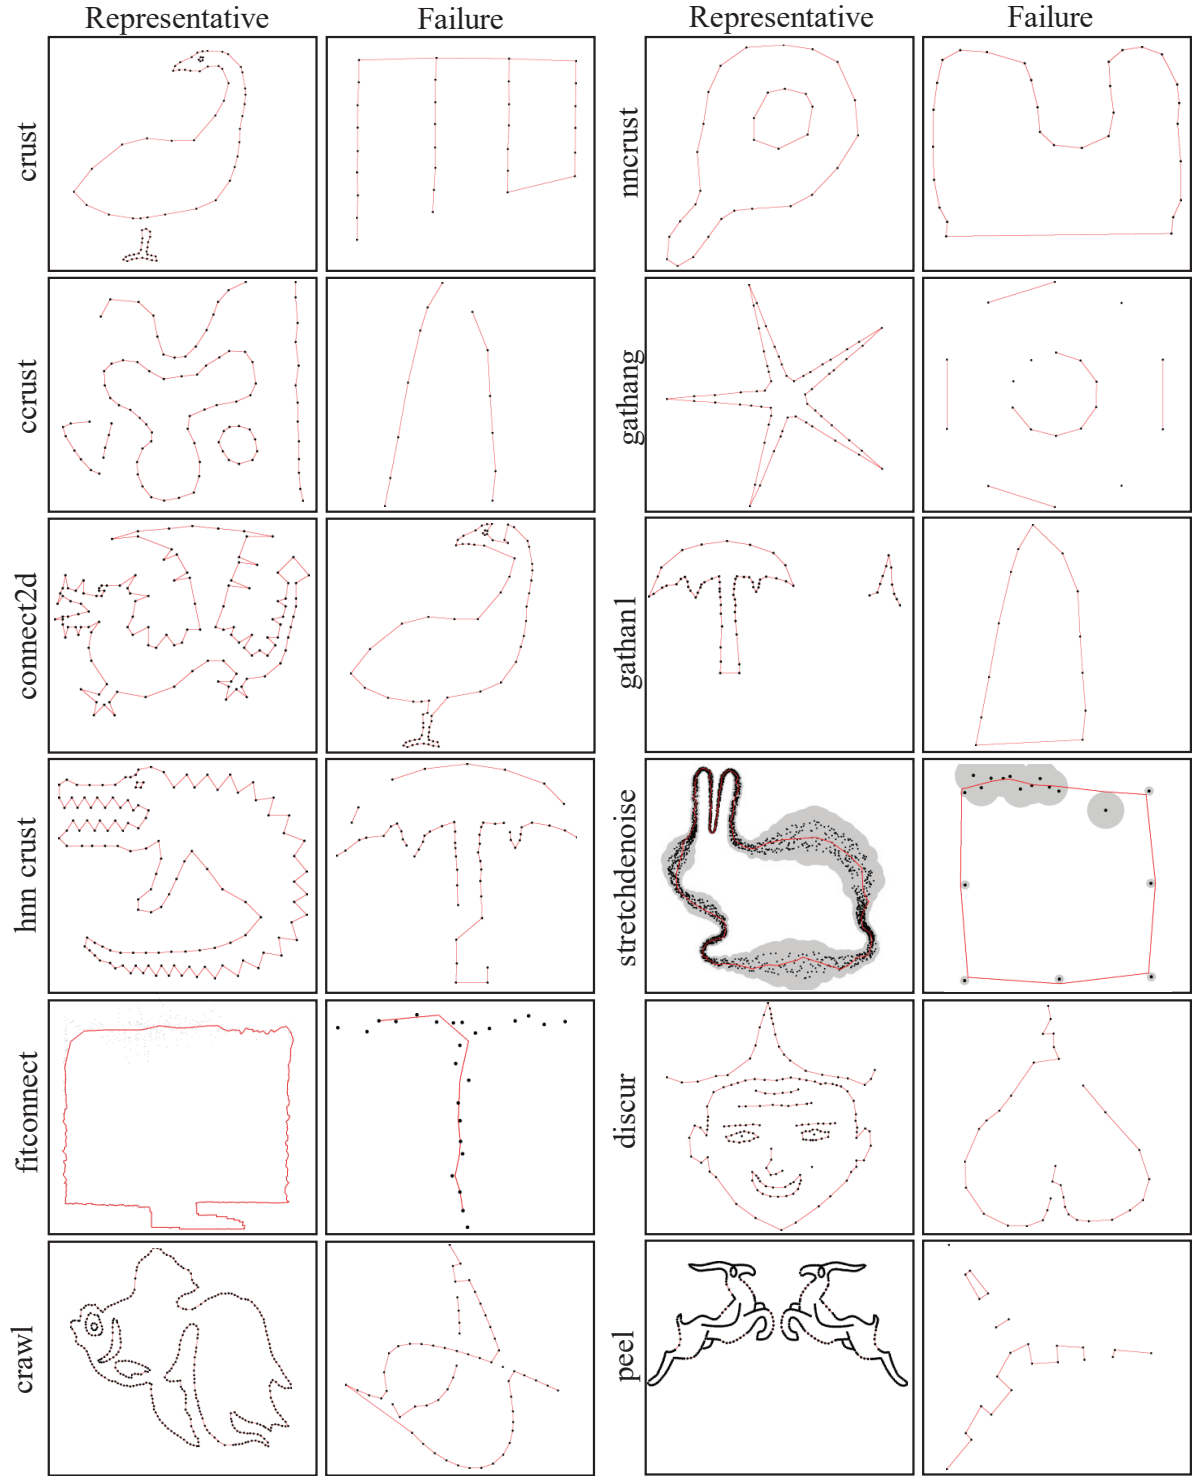 Representative Failure Representative Failure
crust nncrust
ccrust gathang
connect2d gathan1
hnn crust stretchdenoise
fitconnect discur
crawl peel